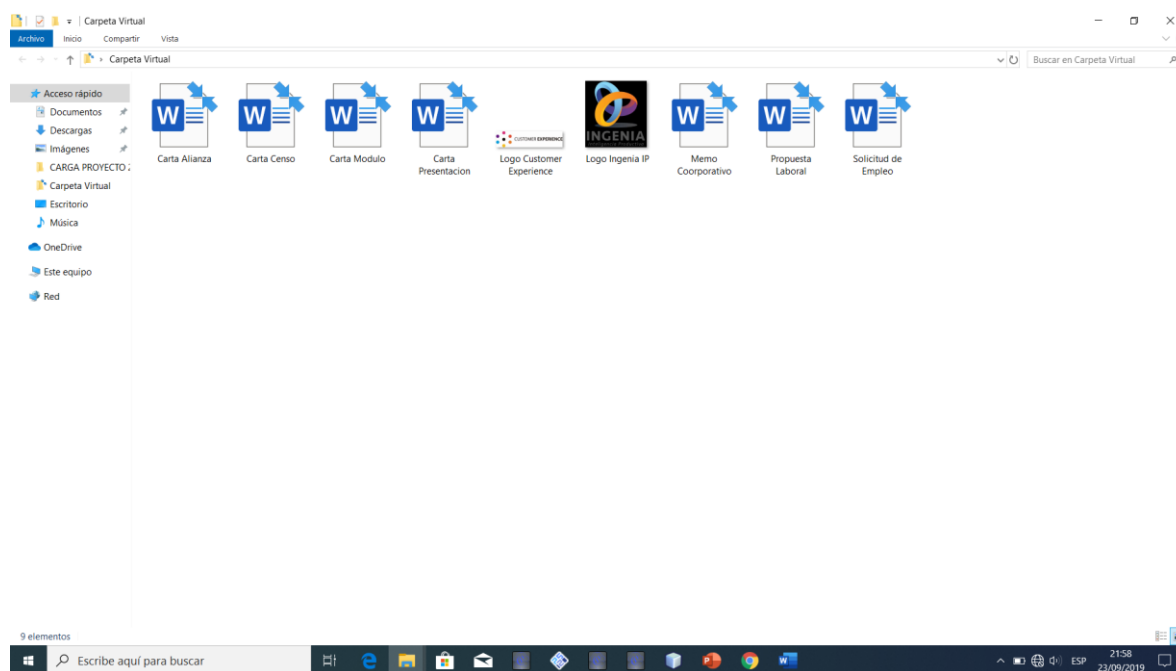 Carpeta Virtual
Archivo Inicio Compartir Vista
Carpeta Virtual
Buscar en Carpeta Virtual
Acceso rápido
Documentos
Descargas
Imágenes
CARGA PROYECTO
Carpeta Virtual
Escritorio
Música
OneDrive
Este equipo
Red
W W W W CUSTOMER EXPERIENCE INGENIA W W W
Carta Alianza
Carta Censo
Carta Modulo
Carta
Presentacion
Logo Customer
Experience
Logo Ingenia IP
Memo
Coorporativo
Propuesta
Laboral
Solicitud de
Empleo
9 elementos
Escribe aquí para buscar
ESP
21:58
23/09/2019